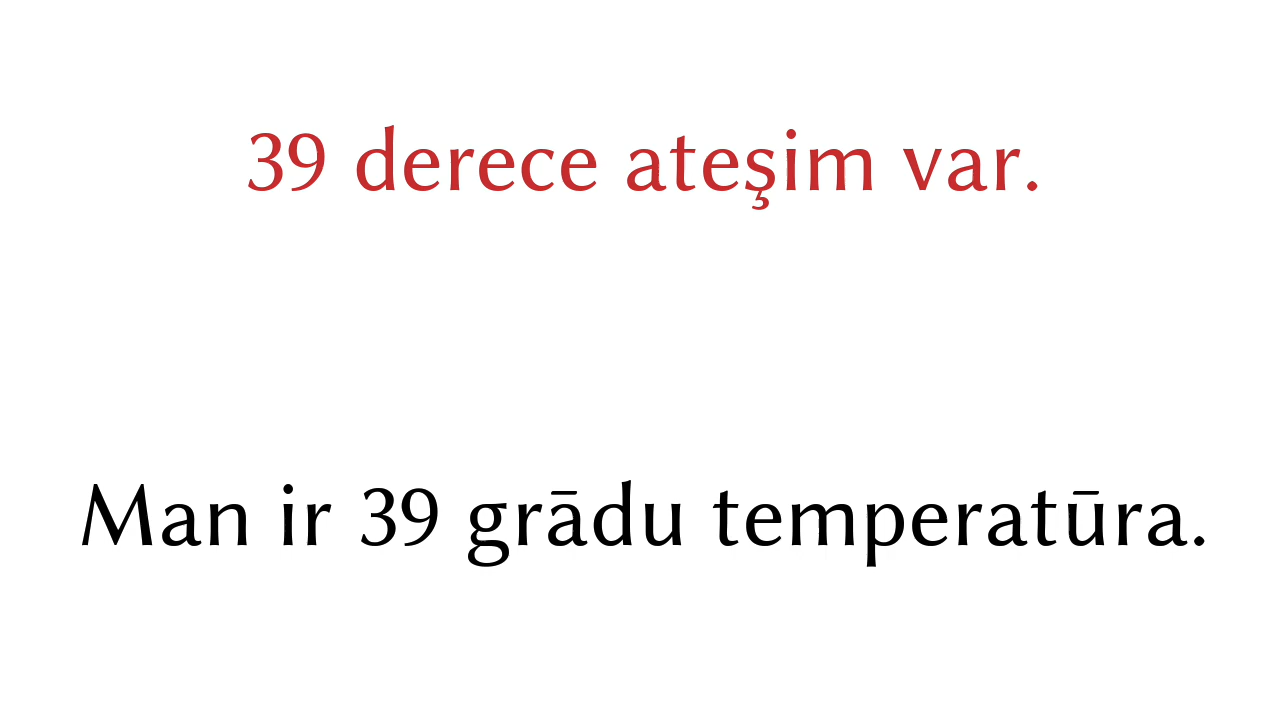 39 derece ateşim var.
Man ir 39 grādu temperatūra.